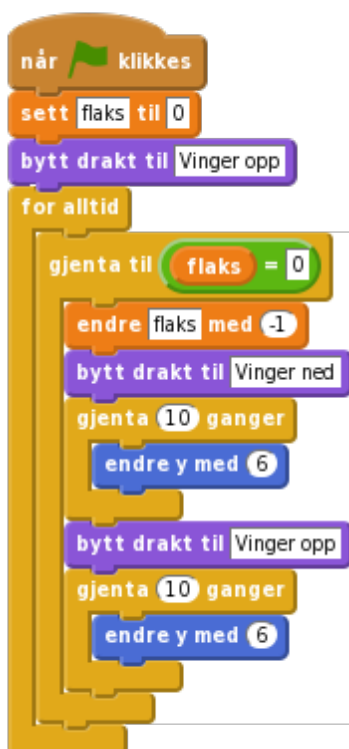 når klikkes
sett flaks til 0
bytt drakt til Vinger opp
for alltid
gjenta til flaks = 0
endre flaks med -1
bytt drakt til Vinger ned
gjenta 10 ganger
endre y med 6
bytt drakt til Vinger opp
gjenta 10 ganger
endre y med 6